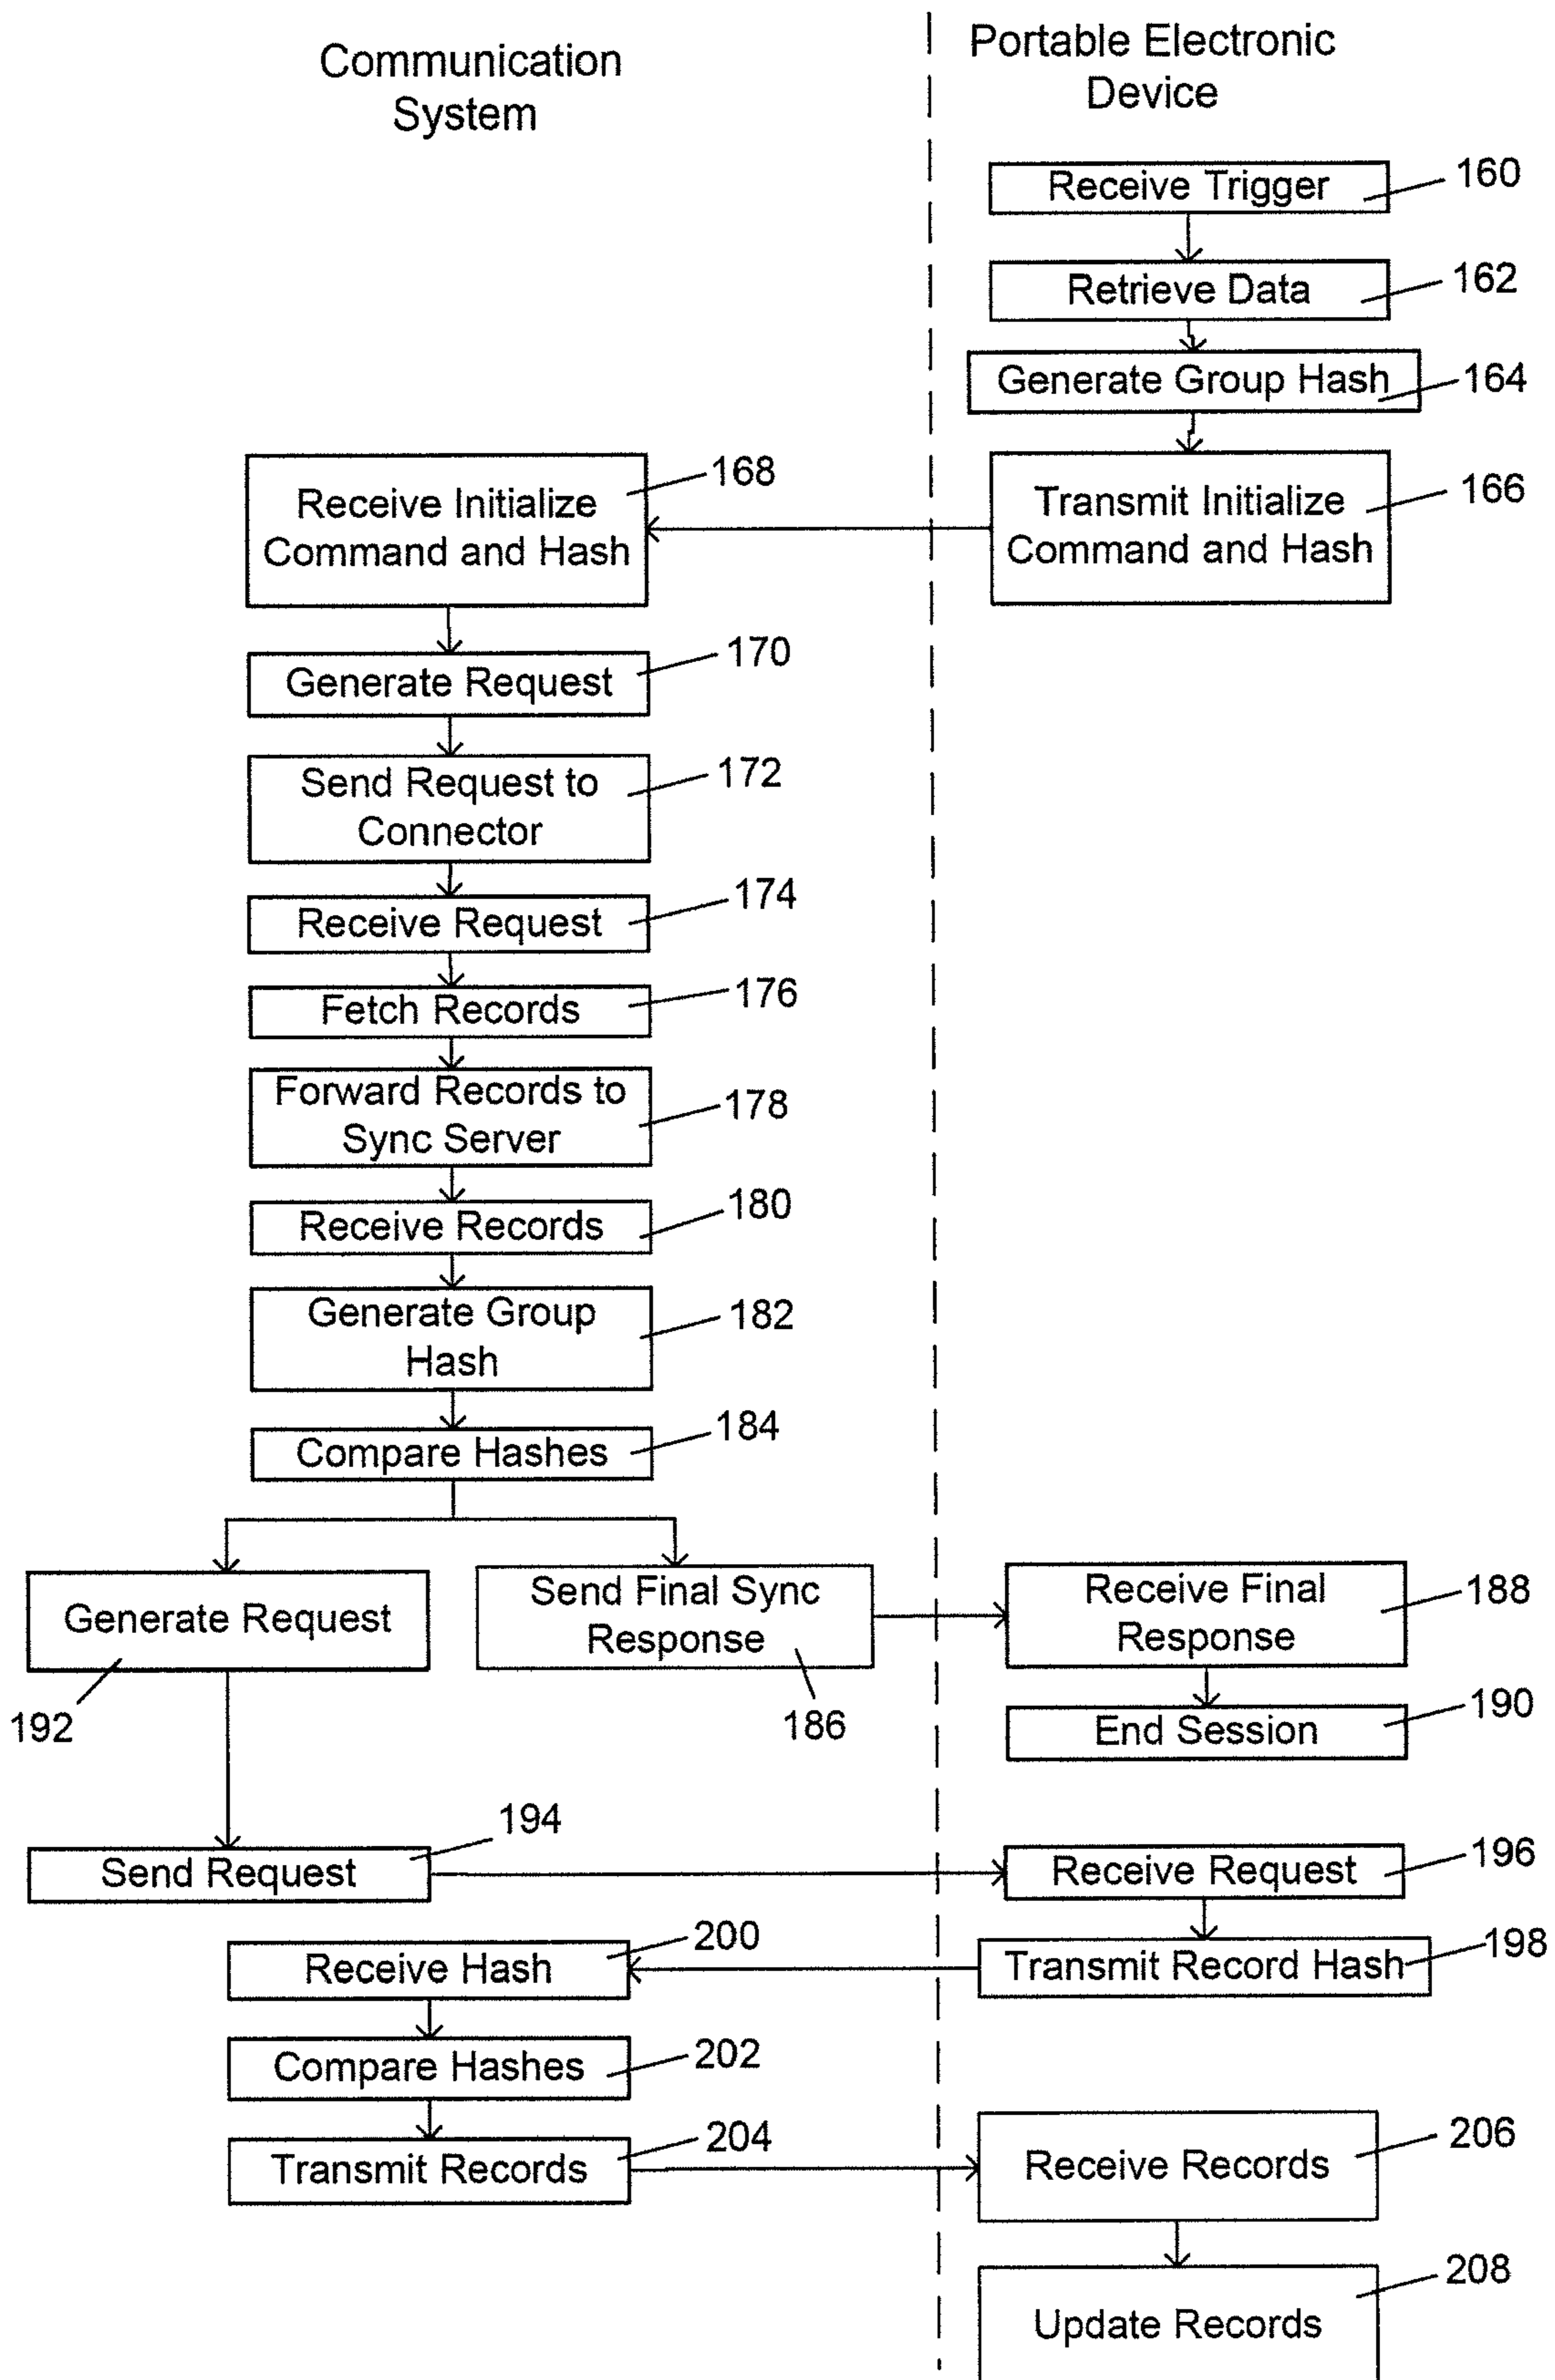 Communication
System
Portable Electronic
Device
Receive Trigger
160
Retrieve Data
162
Generate Group Hash
164
Transmit Initialize
Command and Hash
166
Receive Initialize
Command and Hash
168
Generate Request
170
Send Request to
Connector
172
Receive Request
174
Fetch Records
176
Forward Records to
Sync Server
178
Receive Records
180
Generate Group
Hash
182
Compare Hashes
184
Generate Request
192
Send Final Sync
Response
186
Receive Final
Response
188
End Session
190
Send Request
194
Receive Request
196
Transmit Record Hash
198
Receive Hash
200
Compare Hashes
202
Transmit Records
204
Receive Records
206
Update Records
208